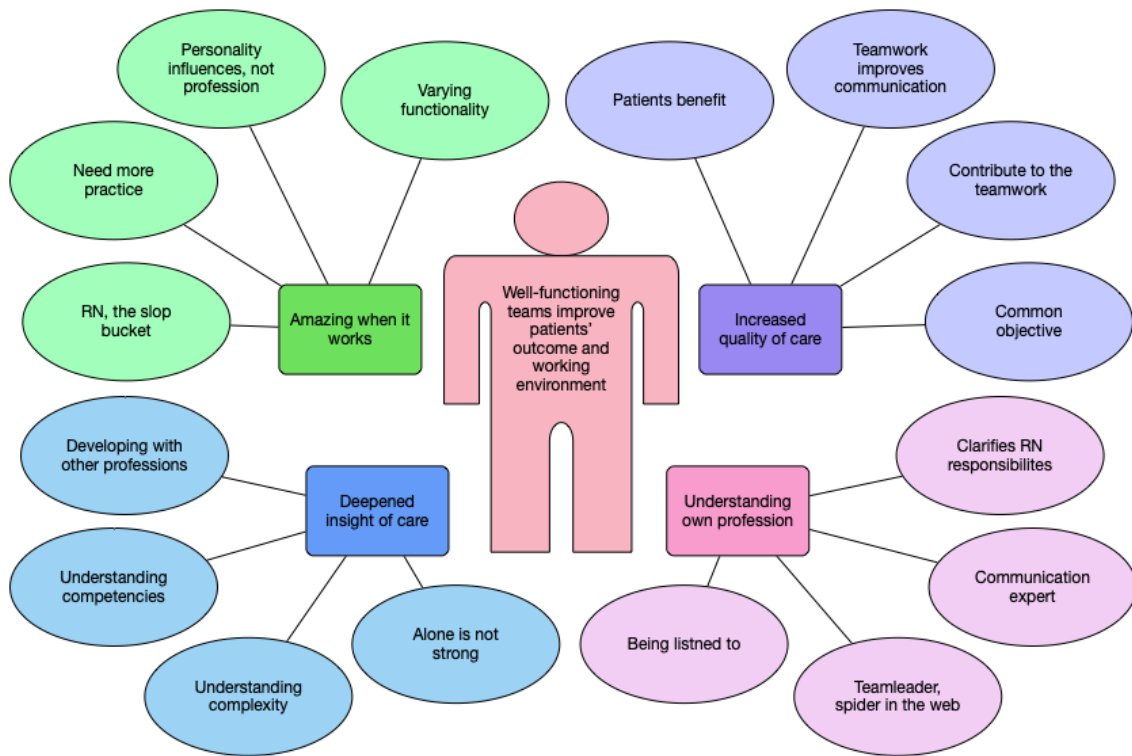 Personality
influences, not
profession
Varying
functionality
Need more
practice
RN, the slop
bucket
Amazing when it
works
Patients benefit
Teamwork
improves
communication
Contribute to the
teamwork
Common
objective
Increased
quality of care
Well-functioning
teams improve
patients’
outcome and
working
environment
Developing with
other professions
Understanding
competencies
Understanding
complexity
Alone is not
strong
Deepened
insight of care
Understanding
own profession
Clarifies RN
responsibilites
Communication
expert
Being listned to
Teamleader,
spider in the web